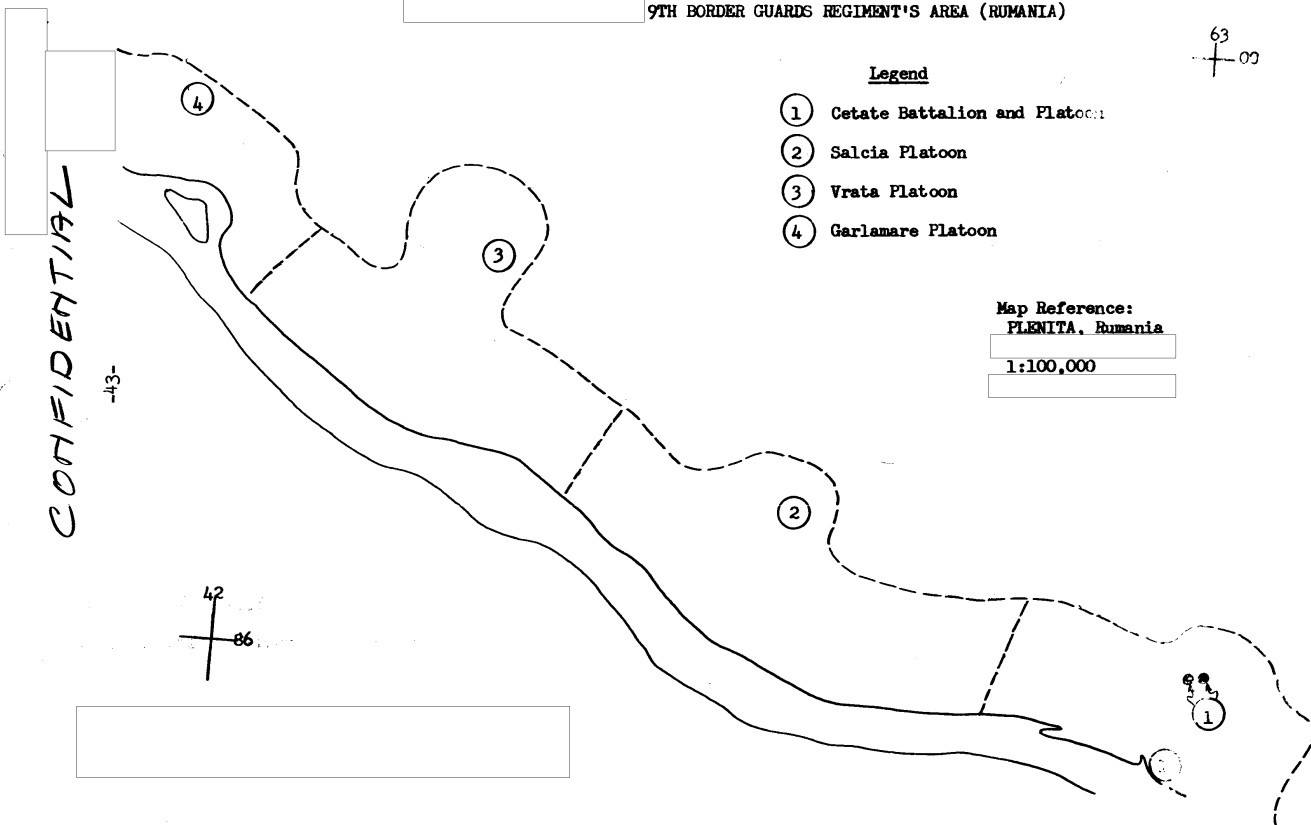 9TH BORDER GUARDS REGIMENT'S AREA (RUMANIA)
63
00
Legend
1 Cetate Battalion and Platoon
2 Salcia Platoon
3 Vrata Platoon
4 Garlamare Platoon
4
3
Map Reference:
PLENITA, Rumania
1:100,000
CONFIDENTIAL
-43-
2
42
86
1